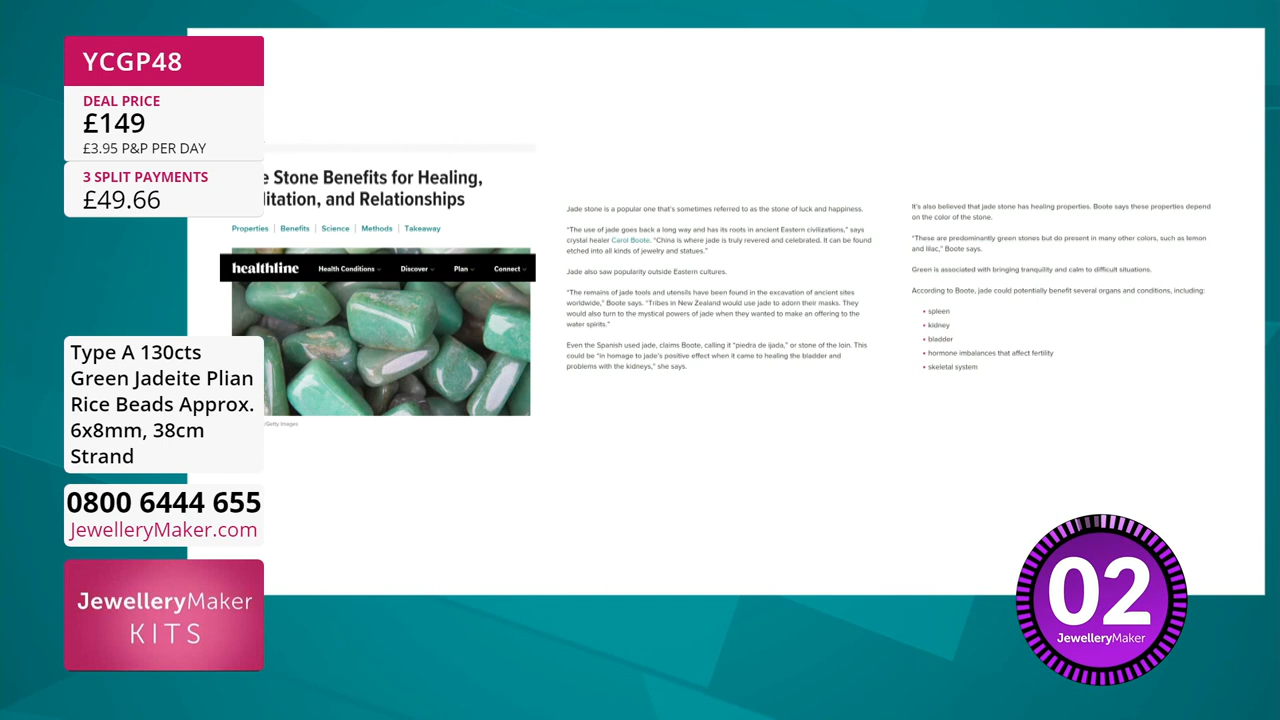 YCGP48
DEAL PRICE
£149
£3.95 P&P PER DAY
3 SPLIT PAYMENTS
£49.66
Type A 130cts
Green Jadeite Plian
Rice Beads Approx.
6x8mm, 38cm
Strand
0800 6444 655
JewelleryMaker.com
JewelleryMaker
KITS
e Stone Benefits for Healing,
litation, and Relationships
Properties | Benefits | Science | Methods | Takeaway
healthline Health Conditions Discover Plan Connect
/Getty Images
Jade stone is a popular one that's sometimes referred to as the stone of luck and happiness.
"The use of jade goes back a long way and has its roots in ancient Eastern civilizations," says
crystal healer Carol Boote. "China is where jade is truly revered and celebrated. It can be found
etched into all kinds of jewelry and statues."
Jade also saw popularity outside Eastern cultures.
"The remains of jade tools and utensils have been found in the excavation of ancient sites
worldwide," Boote says. "Tribes in New Zealand would use jade to adorn their masks. They
would also turn to the mystical powers of jade when they wanted to make an offering to the
water spirits."
Even the Spanish used jade, claims Boote, calling it "piedra de ijada," or stone of the loin. This
could be "in homage to jade's positive effect when it came to healing the bladder and
problems with the kidneys," she says.
It's also believed that jade stone has healing properties. Boote says these properties depend
on the color of the stone.
"These are predominantly green stones but do present in many other colors, such as lemon
and lilac," Boote says.
Green is associated with bringing tranquility and calm to difficult situations.
According to Boote, jade could potentially benefit several organs and conditions, including:
• spleen
• kidney
• bladder
• hormone imbalances that affect fertility
• skeletal system
02
JewelleryMaker